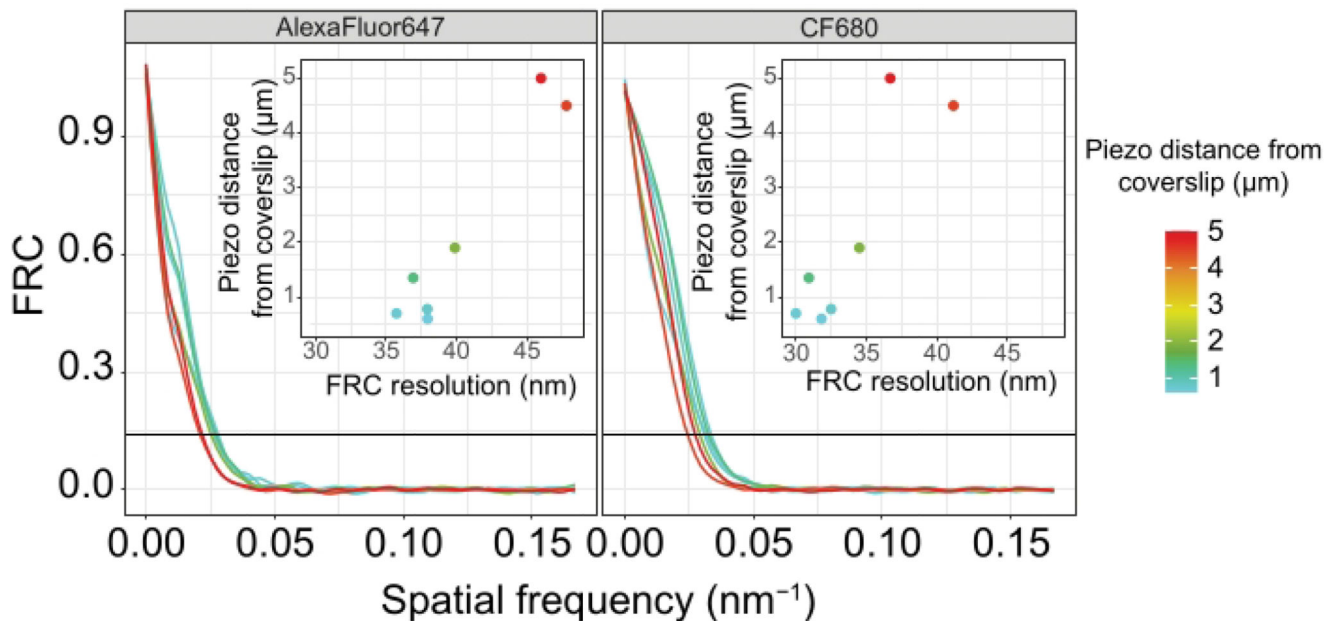 AlexaFluor647
CF680
FRC
0.9
0.6
0.3
0.0
Piezo distance
from coverslip (μm)
5
4
3
2
1
30 35 40 45
FRC resolution (nm)
Piezo distance
from coverslip (μm)
5
4
3
2
1
30 35 40 45
FRC resolution (nm)
0.00 0.05 0.10 0.15
0.00 0.05 0.10 0.15
Spatial frequency (nm⁻¹)
Piezo distance from
coverslip (μm)
5
4
3
2
1